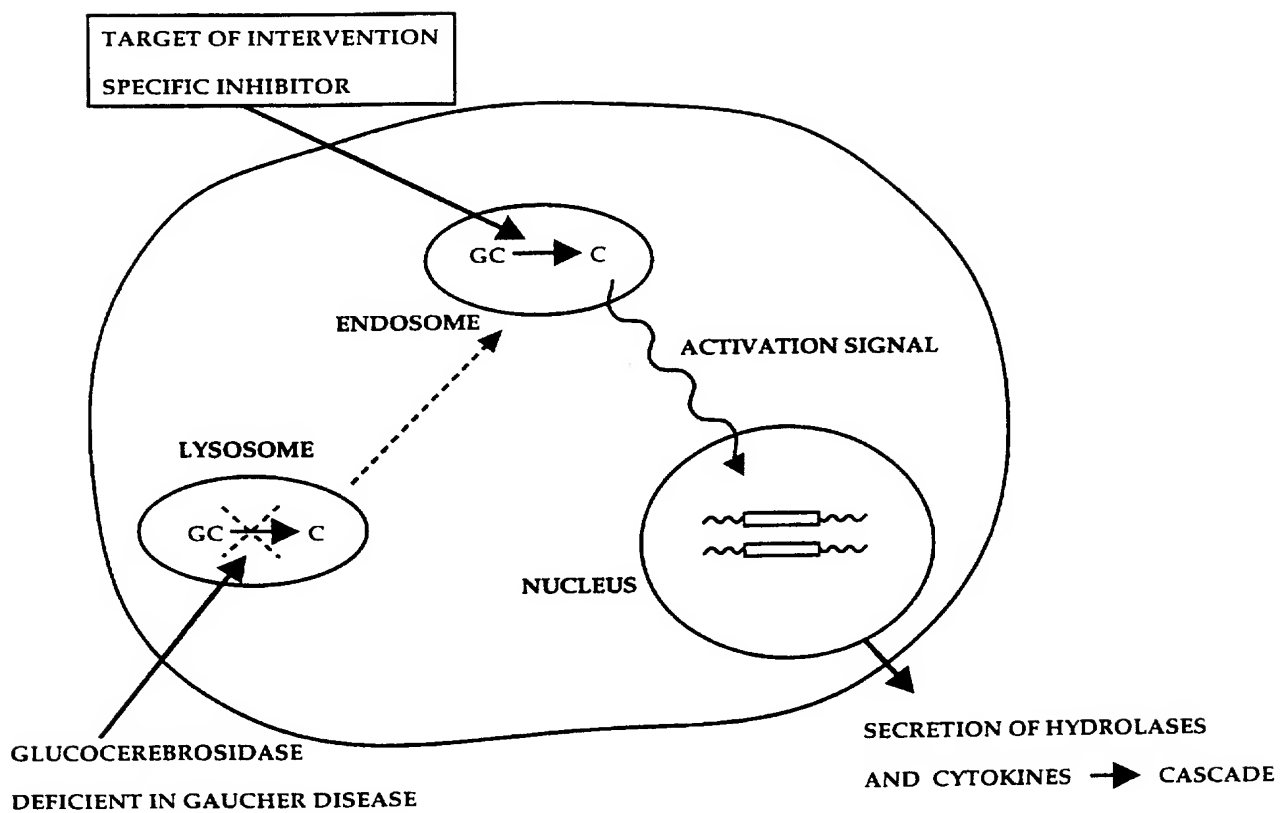 TARGET OF INTERVENTION
SPECIFIC INHIBITOR
GC C
ENDOSOME
ACTIVATION SIGNAL
LYSOSOME
GC C
NUCLEUS
GLUCOCEREBROSIDASE
DEFICIENT IN GAUCHER DISEASE
SECRETION OF HYDROLASES
AND CYTOKINES → CASCADE